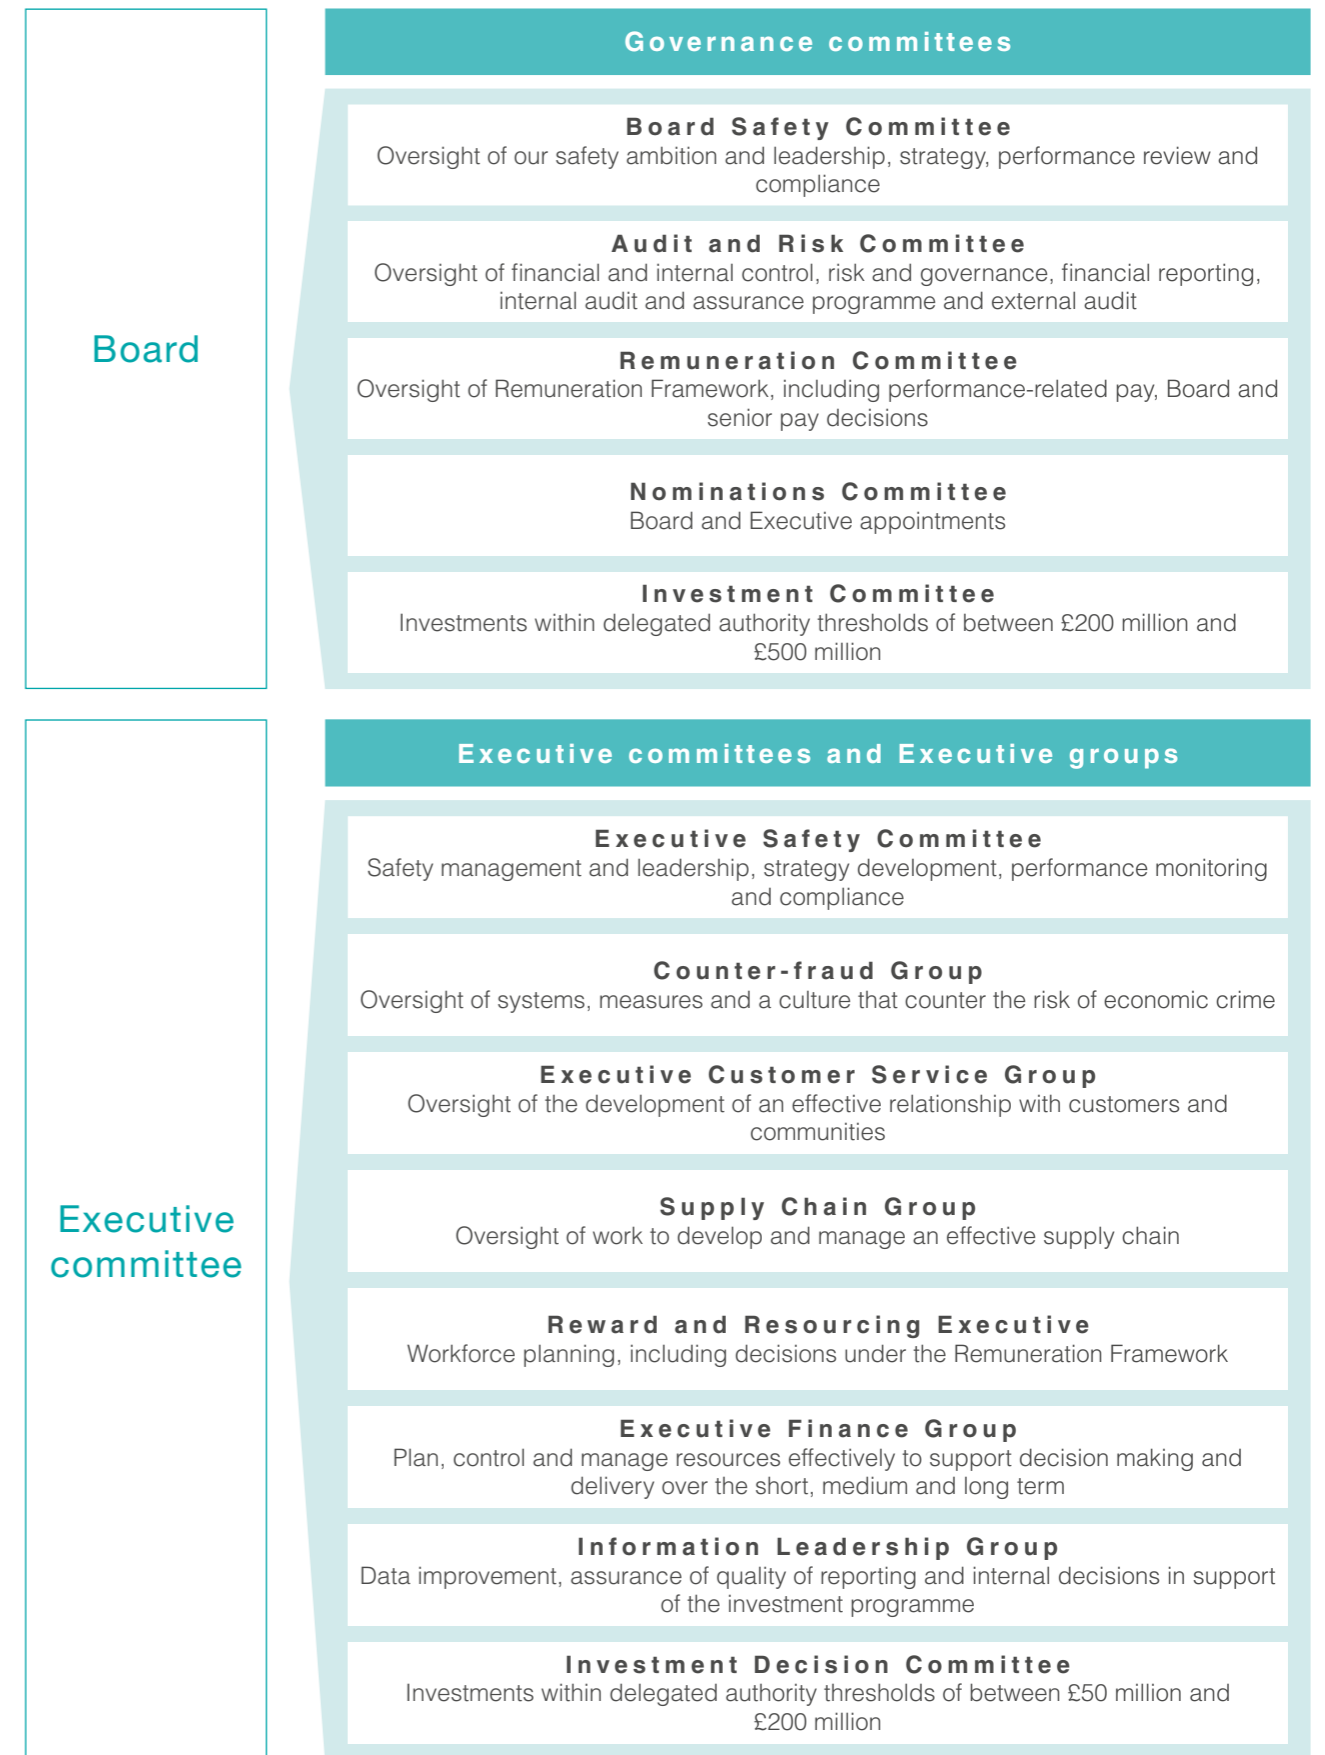 Board
Governance committees
Board Safety Committee
Oversight of our safety ambition and leadership, strategy, performance review and
compliance
Audit and Risk Committee
Oversight of financial and internal control, risk and governance, financial reporting,
internal audit and assurance programme and external audit
Remuneration Committee
Oversight of Remuneration Framework, including performance-related pay, Board and
senior pay decisions
Nominations Committee
Board and Executive appointments
Investment Committee
Investments within delegated authority thresholds of between £200 million and
£500 million
Executive
committee
Executive committees and Executive groups
Executive Safety Committee
Safety management and leadership, strategy development, performance monitoring
and compliance
Counter-fraud Group
Oversight of systems, measures and a culture that counter the risk of economic crime
Executive Customer Service Group
Oversight of the development of an effective relationship with customers and
communities
Supply Chain Group
Oversight of work to develop and manage an effective supply chain
Reward and Resourcing Executive
Workforce planning, including decisions under the Remuneration Framework
Executive Finance Group
Plan, control and manage resources effectively to support decision making and
delivery over the short, medium and long term
Information Leadership Group
Data improvement, assurance of quality of reporting and internal decisions in support
of the investment programme
Investment Decision Committee
Investments within delegated authority thresholds of between £50 million and
£200 million